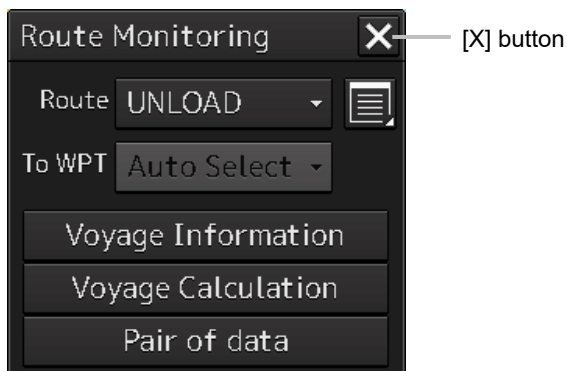 Route Monitoring X [X] button
Route UNLOAD
To WPT Auto Select
Voyage Information
Voyage Calculation
Pair of data